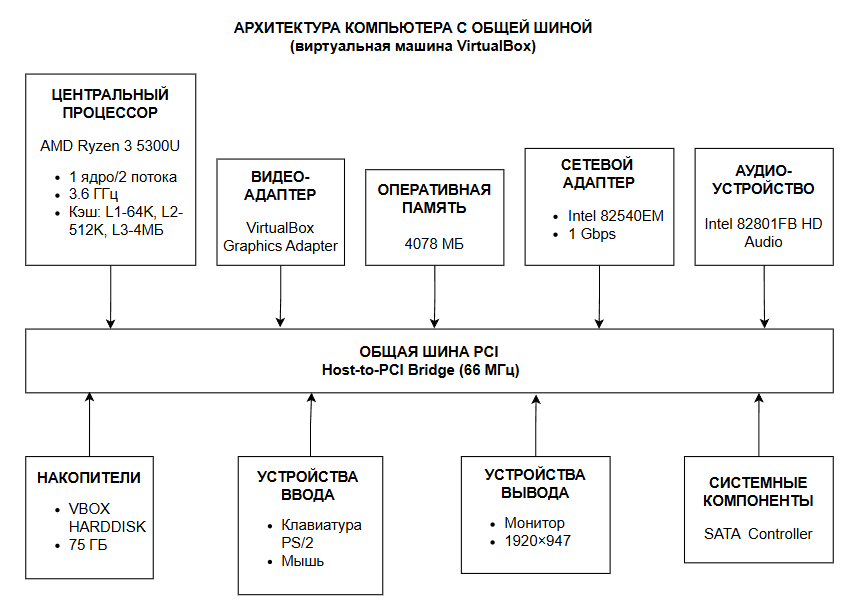 АРХИТЕКТУРА КОМПЬЮТЕРА С ОБЩЕЙ ШИНОЙ
(виртуальная машина VirtualBox)
ЦЕНТРАЛЬНЫЙ
ПРОЦЕССОР
AMD Ryzen 3 5300U
• 1 ядро/2 потока
• 3.6 ГГц
• Кэш: L1-64K, L2-
512K, L3-4МБ
ВИДЕО-
АДАПТЕР
VirtualBox
Graphics Adapter
ОПЕРАТИВНАЯ
ПАМЯТЬ
4078 МБ
СЕТЕВОЙ
АДАПТЕР
• Intel 82540EM
• 1 Gbps
АУДИО-
УСТРОЙСТВО
Intel 82801FB HD
Audio
ОБЩАЯ ШИНА PCI
Host-to-PCI Bridge (66 МГц)
НАКОПИТЕЛИ
• VBOX
HARDDISK
• 75 ГБ
УСТРОЙСТВА
ВВОДА
• Клавиатура
PS/2
• Мышь
УСТРОЙСТВА
ВЫВОДА
• Монитор
• 1920×947
СИСТЕМНЫЕ
КОМПОНЕНТЫ
SATA Controller